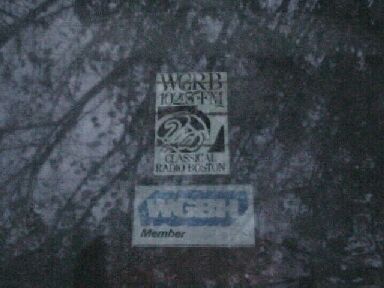 WCRB
102.5 FM
CLASSICAL
RADIO BOSTON
WGBH
Member